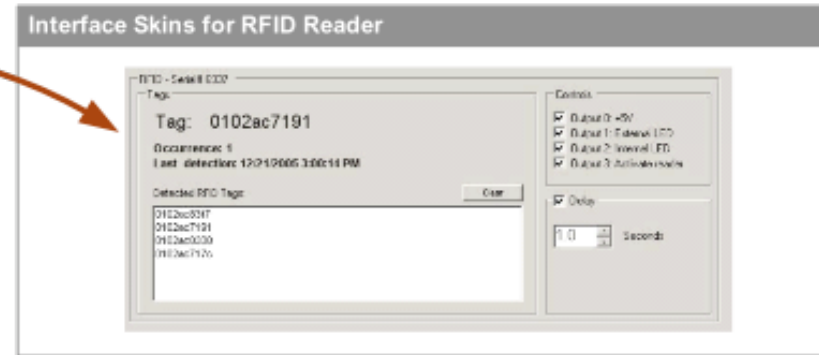 Interface Skins for RFID Reader
RFID - Serial#
Tags
Tag: 0102ac7191
Occurrence: 1
Last detection: 12/21/2005 3:00:14 PM
Detected RFID Tags:
Clear
0102ac7191
Controls
Output 0: +5V
Output 1: External LED
Output 2: Internal LED
Output 3: Activate reader
Delay
1.0
Seconds